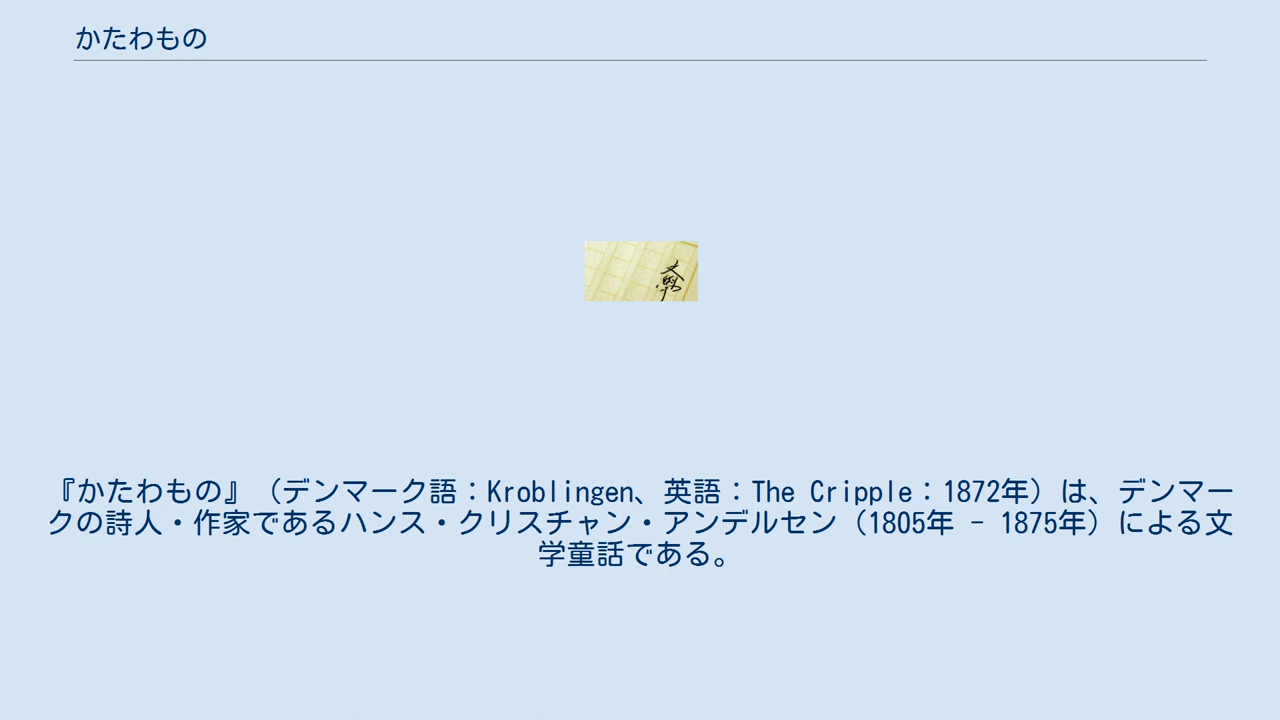 かたわもの
『かたわもの』（デンマーク語：Kroblingen、英語：The Cripple：1872年）は、デンマー
クの詩人・作家であるハンス・クリスチャン・アンデルセン（1805年 - 1875年）による文
学童話である。